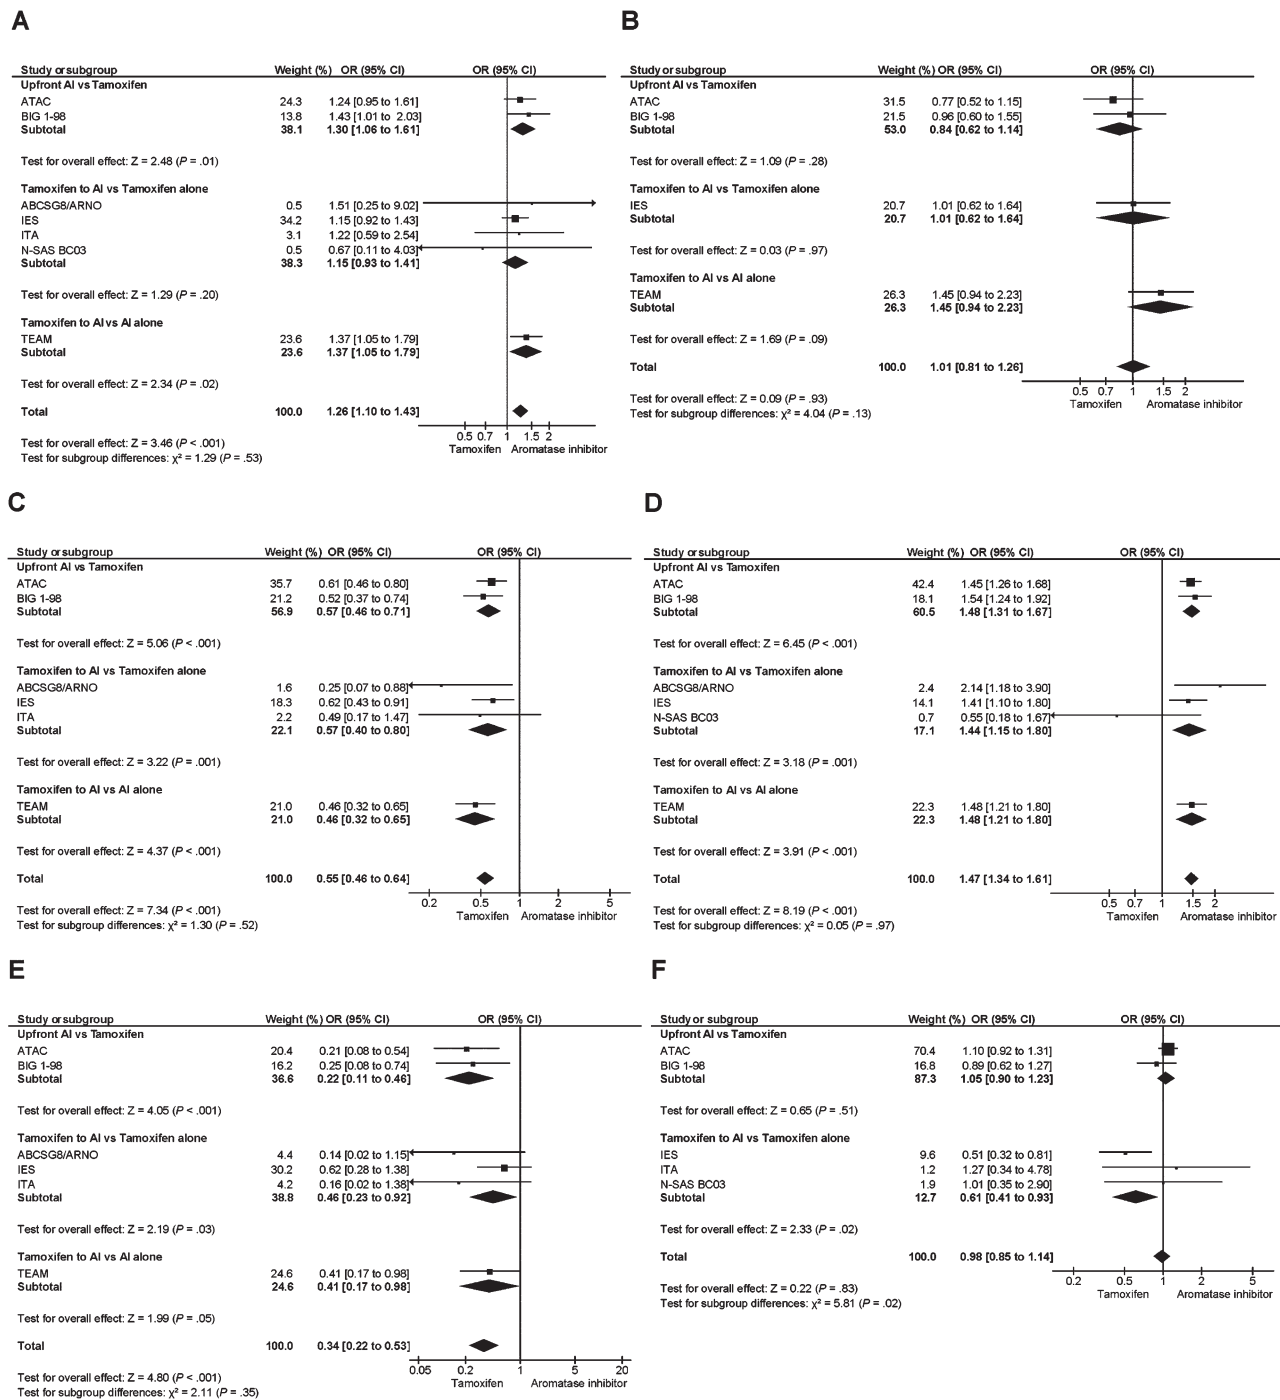 A
Study or subgroup Weight (%) OR (95% CI) OR (95% CI)
Upfront AI vs Tamoxifen
ATAC 24.3 1.24 [0.95 to 1.61]
BIG 1-98 13.8 1.43 [1.01 to 2.03]
Subtotal 38.1 1.30 [1.06 to 1.61]
Test for overall effect: Z = 2.48 (P = .01)
Tamoxifen to AI vs Tamoxifen alone
ABCSG8/ARNO 0.5 1.51 [0.25 to 9.02]
IES 34.2 1.15 [0.92 to 1.43]
ITA 3.1 1.22 [0.59 to 2.54]
N-SAS BC03 0.5 0.67 [0.11 to 4.03]
Subtotal 38.3 1.15 [0.93 to 1.41]
Test for overall effect: Z = 1.29 (P = .20)
Tamoxifen to AI vs AI alone
TEAM 23.6 1.37 [1.05 to 1.79]
Subtotal 23.6 1.37 [1.05 to 1.79]
Test for overall effect: Z = 2.34 (P = .02)
Total 100.0 1.26 [1.10 to 1.43]
Test for overall effect: Z = 3.46 (P < .001)
Test for subgroup differences: χ² = 1.29 (P = .53)
0.5 0.7 1 1.5 2
Tamoxifen Aromatase inhibitor
B
Study or subgroup Weight (%) OR (95% CI) OR (95% CI)
Upfront AI vs Tamoxifen
ATAC 31.5 0.77 [0.52 to 1.15]
BIG 1-98 21.5 0.96 [0.60 to 1.55]
Subtotal 53.0 0.84 [0.62 to 1.14]
Test for overall effect: Z = 1.09 (P = .28)
Tamoxifen to AI vs Tamoxifen alone
IES 20.7 1.01 [0.62 to 1.64]
Subtotal 20.7 1.01 [0.62 to 1.64]
Test for overall effect: Z = 0.03 (P = .97)
Tamoxifen to AI vs AI alone
TEAM 26.3 1.45 [0.94 to 2.23]
Subtotal 26.3 1.45 [0.94 to 2.23]
Test for overall effect: Z = 1.69 (P = .09)
Total 100.0 1.01 [0.81 to 1.26]
Test for overall effect: Z = 0.09 (P = .93)
Test for subgroup differences: χ² = 4.04 (P = .13)
0.5 0.7 1 1.5 2
Tamoxifen Aromatase inhibitor
C
Study or subgroup Weight (%) OR (95% CI) OR (95% CI)
Upfront AI vs Tamoxifen
ATAC 35.7 0.61 [0.46 to 0.80]
BIG 1-98 21.2 0.52 [0.37 to 0.74]
Subtotal 56.9 0.57 [0.46 to 0.71]
Test for overall effect: Z = 5.06 (P < .001)
Tamoxifen to AI vs Tamoxifen alone
ABCSG8/ARNO 1.6 0.25 [0.07 to 0.88]
IES 18.3 0.62 [0.43 to 0.91]
ITA 2.2 0.49 [0.17 to 1.47]
Subtotal 22.1 0.57 [0.40 to 0.80]
Test for overall effect: Z = 3.22 (P = .001)
Tamoxifen to AI vs AI alone
TEAM 21.0 0.46 [0.32 to 0.65]
Subtotal 21.0 0.46 [0.32 to 0.65]
Test for overall effect: Z = 4.37 (P < .001)
Total 100.0 0.55 [0.46 to 0.64]
Test for overall effect: Z = 7.34 (P < .001)
Test for subgroup differences: χ² = 1.30 (P = .52)
0.2 0.5 1 2 5
Tamoxifen Aromatase inhibitor
D
Study or subgroup Weight (%) OR (95% CI) OR (95% CI)
Upfront AI vs Tamoxifen
ATAC 42.4 1.45 [1.26 to 1.68]
BIG 1-98 18.1 1.54 [1.24 to 1.92]
Subtotal 60.5 1.48 [1.31 to 1.67]
Test for overall effect: Z = 6.45 (P < .001)
Tamoxifen to AI vs Tamoxifen alone
ABCSG8/ARNO 2.4 2.14 [1.18 to 3.90]
IES 14.1 1.41 [1.10 to 1.80]
N-SAS BC03 0.7 0.55 [0.18 to 1.67]
Subtotal 17.1 1.44 [1.15 to 1.80]
Test for overall effect: Z = 3.18 (P = .001)
Tamoxifen to AI vs AI alone
TEAM 22.3 1.48 [1.21 to 1.80]
Subtotal 22.3 1.48 [1.21 to 1.80]
Test for overall effect: Z = 3.91 (P < .001)
Total 100.0 1.47 [1.34 to 1.61]
Test for overall effect: Z = 8.19 (P < .001)
Test for subgroup differences: χ² = 0.05 (P = .97)
0.5 0.7 1 1.5 2
Tamoxifen Aromatase inhibitor
E
Study or subgroup Weight (%) OR (95% CI) OR (95% CI)
Upfront AI vs Tamoxifen
ATAC 20.4 0.21 [0.08 to 0.54]
BIG 1-98 16.2 0.25 [0.08 to 0.74]
Subtotal 36.6 0.22 [0.11 to 0.46]
Test for overall effect: Z = 4.05 (P < .001)
Tamoxifen to AI vs Tamoxifen alone
ABCSG8/ARNO 4.4 0.14 [0.02 to 1.15]
IES 30.2 0.62 [0.28 to 1.38]
ITA 4.2 0.16 [0.02 to 1.38]
Subtotal 38.8 0.46 [0.23 to 0.92]
Test for overall effect: Z = 2.19 (P = .03)
Tamoxifen to AI vs AI alone
TEAM 24.6 0.41 [0.17 to 0.98]
Subtotal 24.6 0.41 [0.17 to 0.98]
Test for overall effect: Z = 1.99 (P = .05)
Total 100.0 0.34 [0.22 to 0.53]
Test for overall effect: Z = 4.80 (P < .001)
Test for subgroup differences: χ² = 2.11 (P = .35)
0.05 0.2 1 5 20
Tamoxifen Aromatase inhibitor
F
Study or subgroup Weight (%) OR (95% CI) OR (95% CI)
Upfront AI vs Tamoxifen
ATAC 70.4 1.10 [0.92 to 1.31]
BIG 1-98 16.8 0.89 [0.62 to 1.27]
Subtotal 87.3 1.05 [0.90 to 1.23]
Test for overall effect: Z = 0.65 (P = .51)
Tamoxifen to AI vs Tamoxifen alone
IES 9.6 0.51 [0.32 to 0.81]
ITA 1.2 1.27 [0.34 to 4.78]
N-SAS BC03 1.9 1.01 [0.35 to 2.90]
Subtotal 12.7 0.61 [0.41 to 0.93]
Test for overall effect: Z = 2.33 (P = .02)
Total 100.0 0.98 [0.85 to 1.14]
Test for overall effect: Z = 0.22 (P = .83)
Test for subgroup differences: χ² = 5.81 (P = .02)
0.2 0.5 1 2 5
Tamoxifen Aromatase inhibitor